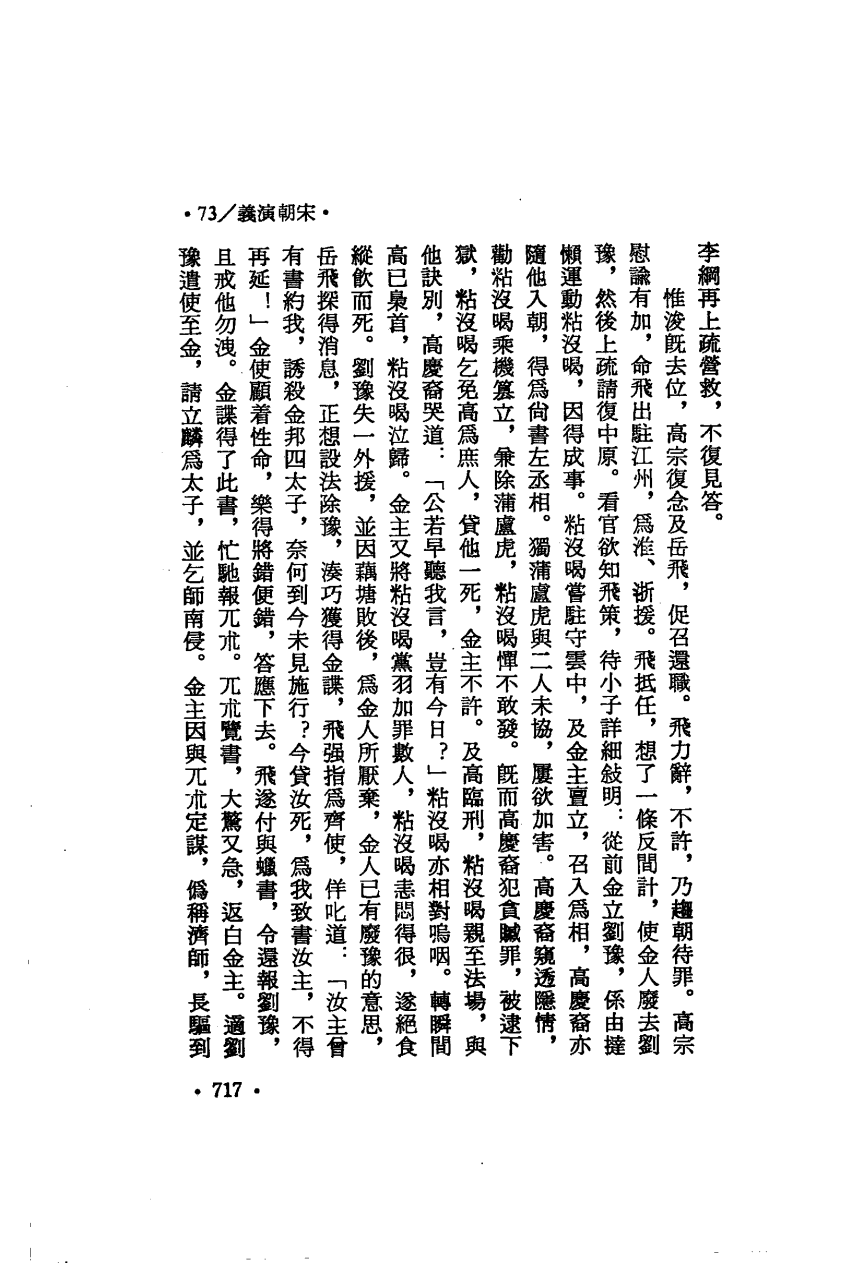 ·73／義演朝宋·
李綱再上疏營救，不復見答。
惟浚旣去位，高宗復念及岳飛，促召還職。飛力辭，不許，乃趨朝待罪。高宗
慰諭有加，命飛出駐江州，爲淮、浙援。飛抵任，想了一條反間計，使金人廢去劉
豫，然後上疏請復中原。看官欲知飛策，待小子詳細敍明：從前金立劉豫，係由撻
懶運動粘沒喝，因得成事。粘沒喝嘗駐守雲中，及金主亶立，召入爲相，高慶裔亦
隨他入朝，得爲尙書左丞相。獨蒲盧虎與二人未協，屢欲加害。高慶裔窺透隱情，
勸粘沒喝乘機篡立，兼除蒲盧虎，粘沒喝憚不敢發。旣而高慶裔犯貪贓罪，被逮下
獄，粘沒喝乞免高爲庶人，貸他一死，金主不許。及高臨刑，粘沒喝親至法場，與
他訣別，高慶裔哭道：「公若早聽我言，豈有今日？」粘沒喝亦相對嗚咽。轉瞬間
高已梟首，粘沒喝泣歸。金主又將粘沒喝黨羽加罪數人，粘沒喝恚悶得很，遂絕食
縱飮而死。劉豫失一外援，並因藕塘敗後，爲金人所厭棄，金人已有廢豫的意思，
岳飛探得消息，正想設法除豫，湊巧獲得金諜，飛强指爲齊使，佯叱道：「汝主曾
有書約我，誘殺金邦四太子，奈何到今未見施行？今貸汝死，爲我致書汝主，不得
再延！」金使顧着性命，樂得將錯便錯，答應下去。飛遂付與蠟書，令還報劉豫，
且戒他勿洩。金諜得了此書，忙馳報兀朮。兀朮覽書，大驚又急，返白金主。適劉
豫遣使至金，請立麟爲太子，並乞師南侵。金主因與兀朮定謀，僞稱濟師，長驅到
·717·